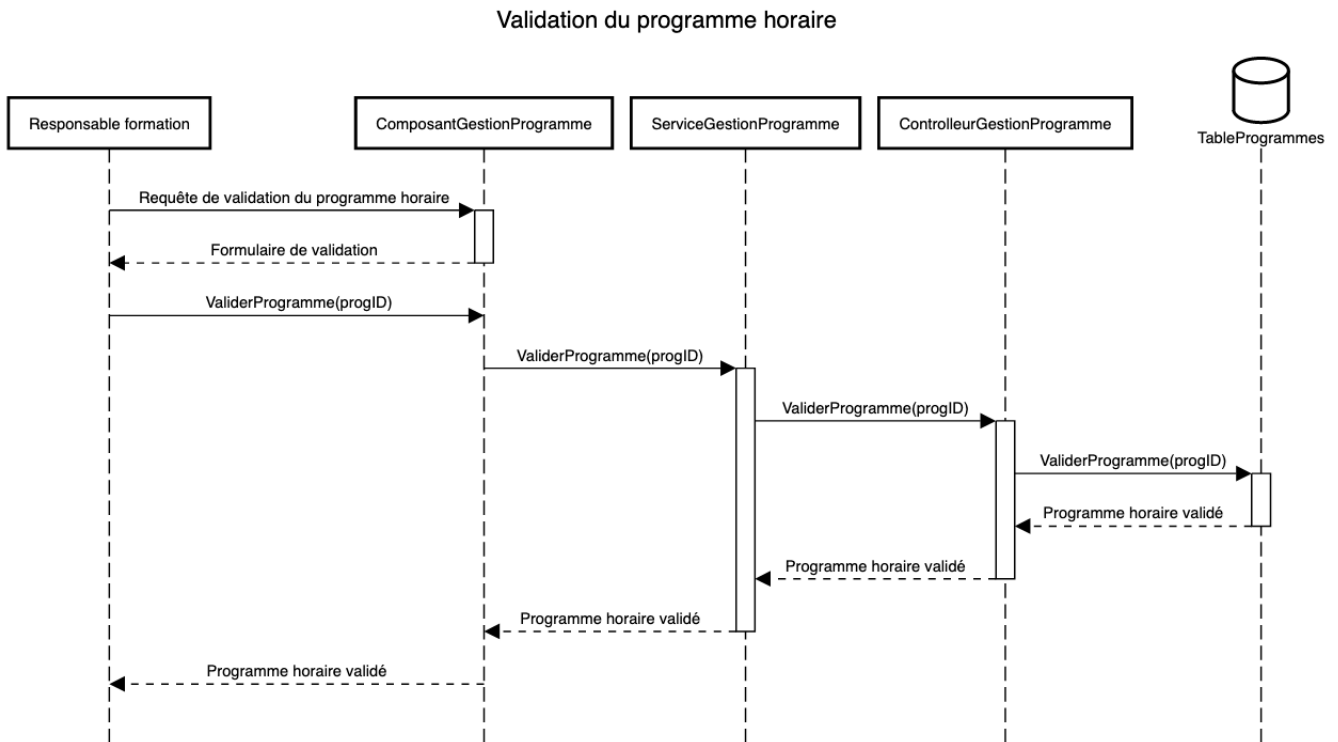 Validation du programme horaire
Responsable formation
ComposantGestionProgramme
ServiceGestionProgramme
ControlleurGestionProgramme
TableProgrammes
Requête de validation du programme horaire
Formulaire de validation
ValiderProgramme(progID)
ValiderProgramme(progID)
ValiderProgramme(progID)
ValiderProgramme(progID)
Programme horaire validé
Programme horaire validé
Programme horaire validé
Programme horaire validé